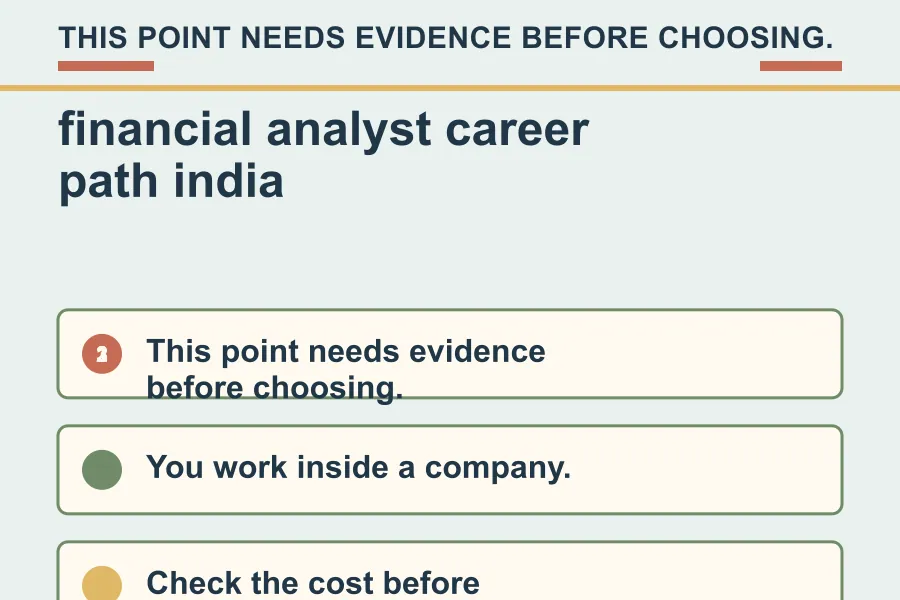 THIS POINT NEEDS EVIDENCE BEFORE CHOOSING.
financial analyst career
path india
This point needs evidence
before choosing.
You work inside a company.
Check the cost before